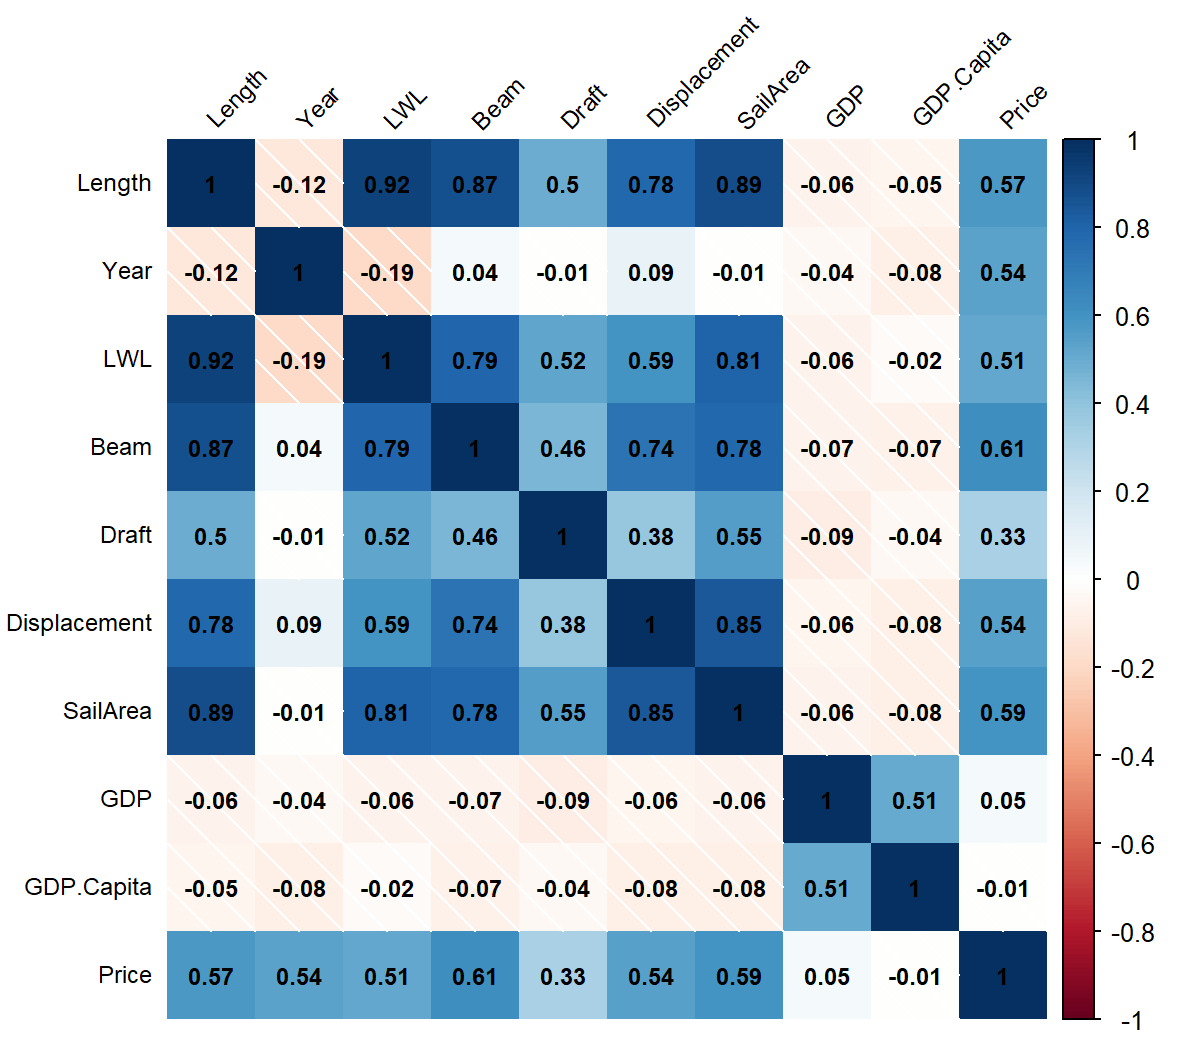 Length Year LWL Beam Draft Displacement SailArea GDP GDP.Capita Price
Length 1 -0.12 0.92 0.87 0.5 0.78 0.89 -0.06 -0.05 0.57
Year -0.12 1 -0.19 0.04 -0.01 0.09 -0.01 -0.04 -0.08 0.54
LWL 0.92 -0.19 1 0.79 0.52 0.59 0.81 -0.06 -0.02 0.51
Beam 0.87 0.04 0.79 1 0.46 0.74 0.78 -0.07 -0.07 0.61
Draft 0.5 -0.01 0.52 0.46 1 0.38 0.55 -0.09 -0.04 0.33
Displacement 0.78 0.09 0.59 0.74 0.38 1 0.85 -0.06 -0.08 0.54
SailArea 0.89 -0.01 0.81 0.78 0.55 0.85 1 -0.06 -0.08 0.59
GDP -0.06 -0.04 -0.06 -0.07 -0.09 -0.06 -0.06 1 0.51 0.05
GDP.Capita -0.05 -0.08 -0.02 -0.07 -0.04 -0.08 -0.08 0.51 1 -0.01
Price 0.57 0.54 0.51 0.61 0.33 0.54 0.59 0.05 -0.01 1
1
0.8
0.6
0.4
0.2
0
-0.2
-0.4
-0.6
-0.8
-1